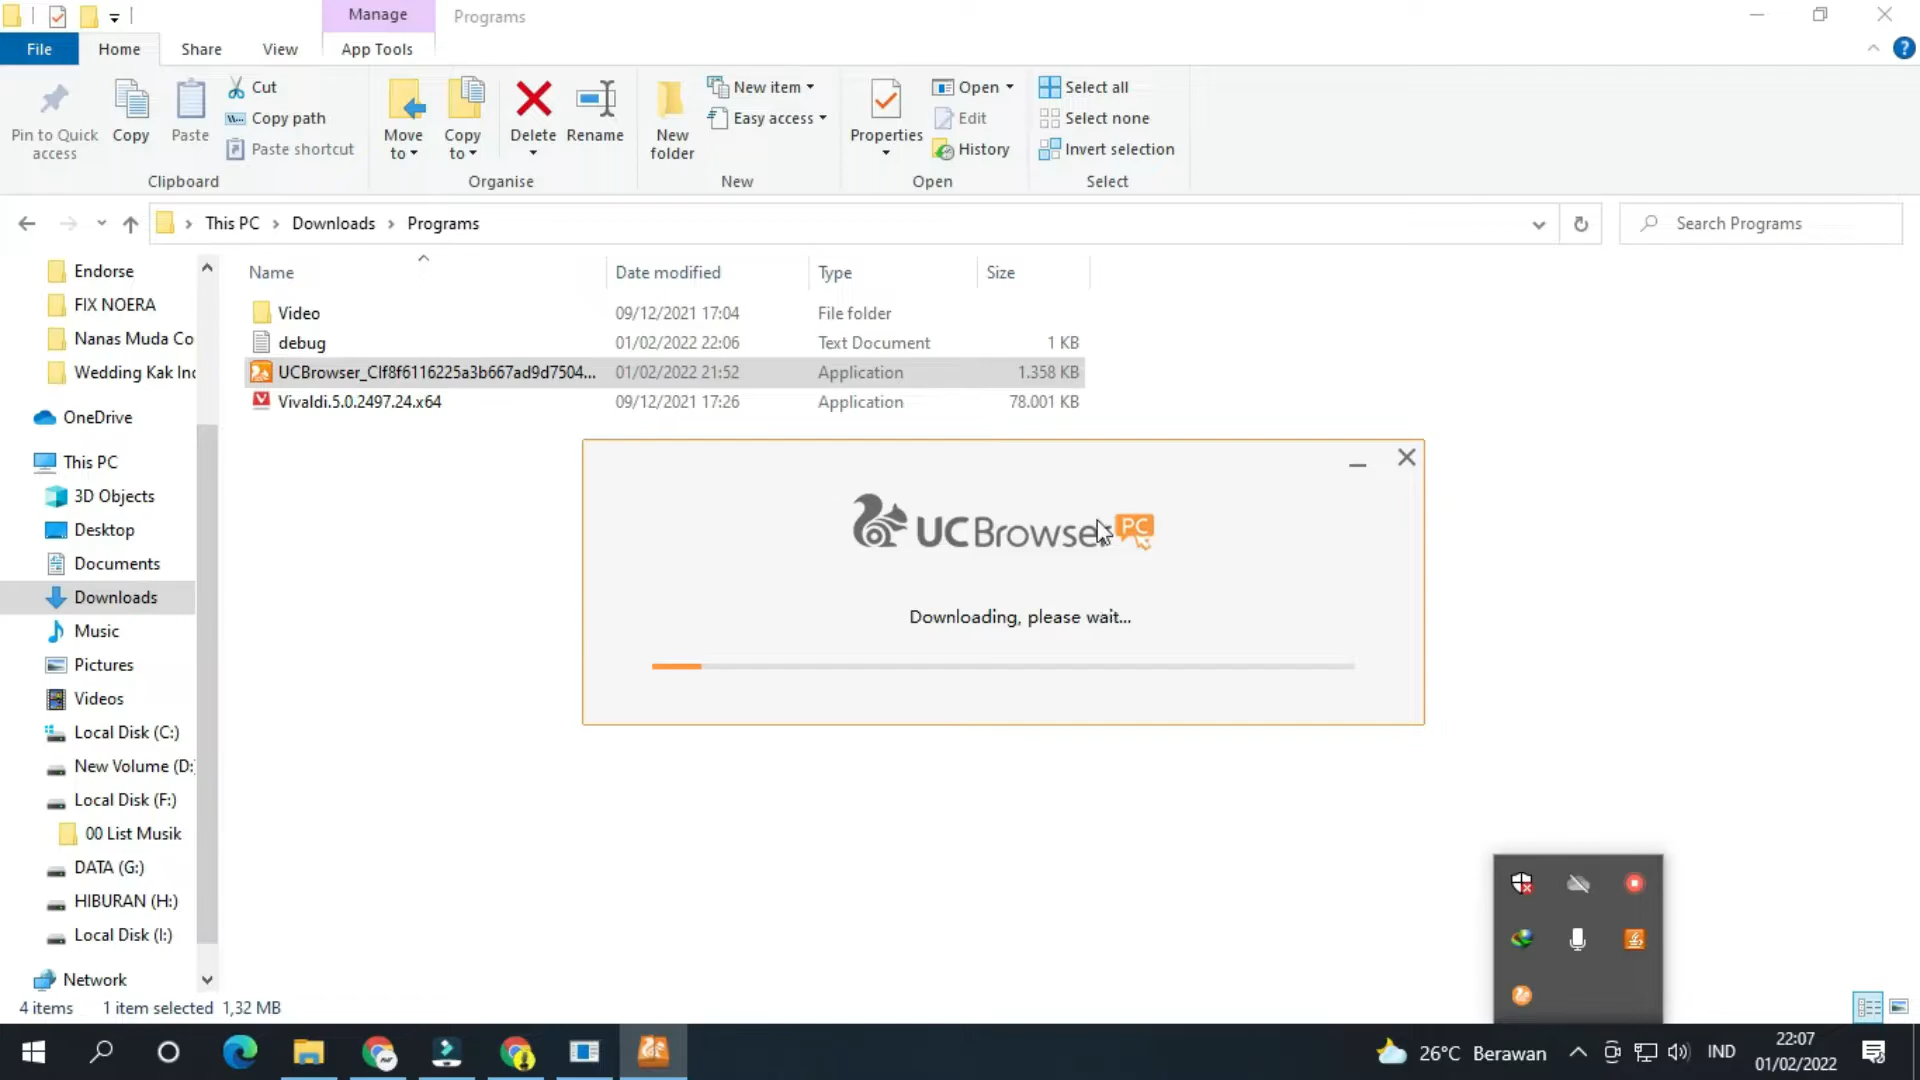 Manage
Programs
File
Home
Share
View
App Tools
Pin to Quick access
Copy
Paste
Cut
Copy path
Paste shortcut
Clipboard
Move to
Copy to
Delete
Rename
Organise
New folder
New item
Easy access
New
Properties
Open
Edit
History
Open
Select all
Select none
Invert selection
Select
This PC
Downloads
Programs
Search Programs
Name
Date modified
Type
Size
Video
09/12/2021 17:04
File folder
debug
01/02/2022 22:06
Text Document
1 KB
UCBrowser_CIf8f6116225a3b667ad9d7504...
01/02/2022 21:52
Application
1.358 KB
Vivaldi.5.0.2497.24.x64
09/12/2021 17:26
Application
78.001 KB
Endorse
FIX NOERA
Nanas Muda Co
Wedding Kak Inc
OneDrive
This PC
3D Objects
Desktop
Documents
Downloads
Music
Pictures
Videos
Local Disk (C:)
New Volume (D:
Local Disk (F:)
00 List Musik
DATA (G:)
HIBURAN (H:)
Local Disk (I:)
Network
UCBrowser PC
Downloading, please wait...
4 items
1 item selected
1,32 MB
26°C
Berawan
IND
22:07
01/02/2022